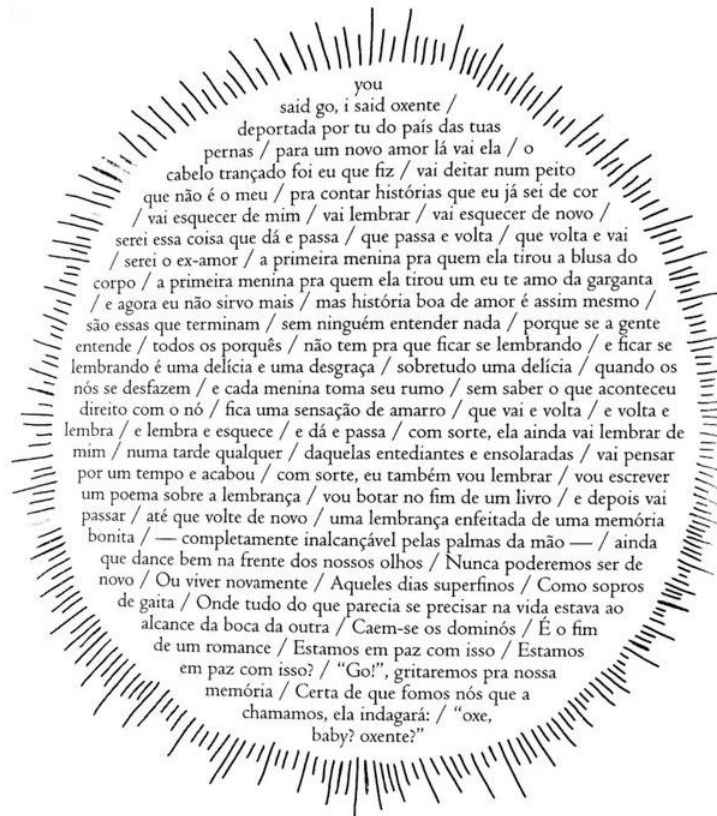 you
said go, i said oxente /
deportada por tu do país das tuas
pernas / para um novo amor lá vai ela / o
cabelo trançado foi eu que fiz / vai deitar num peito
que não é o meu / pra contar histórias que eu já sei de cor
/ vai esquecer de mim / vai lembrar / vai esquecer de novo /
serei essa coisa que dá e passa / que passa e volta / que volta e vai
/ serei o ex-amor / a primeira menina pra quem ela tirou a blusa do
corpo / a primeira menina pra quem ela tirou um eu te amo da garganta
/ e agora eu não sirvo mais / mas história boa de amor é assim mesmo /
são essas que terminam / sem ninguém entender nada / porque se a gente
entende / todos os porquês / não tem pra que ficar se lembrando / e ficar se
lembrando é uma delícia e uma desgraça / sobretudo uma delícia / quando os
nós se desfazem / e cada menina toma seu rumo / sem saber o que aconteceu
direito com o nó / fica uma sensação de amarro / que vai e volta / e volta e
lembra / e lembra e esquece / e dá e passa / com sorte, ela ainda vai lembrar de
mim / numa tarde qualquer / daquelas entediantes e ensolaradas / vai pensar
por um tempo e acabou / com sorte, eu também vou lembrar / vou escrever
um poema sobre a lembrança / vou botar no fim de um livro / e depois vai
passar / até que volte de novo / uma lembrança enfeitada de uma memória
bonita / — completamente inalcançável pelas palmas da mão — / ainda
que dance bem na frente dos nossos olhos / Nunca poderemos ser de
novo / Ou viver novamente / Aqueles dias superfinos / Como sopros
de gaita / Onde tudo do que parecia se precisar na vida estava ao
alcance da boca da outra / Caem-se os dominós / É o fim
de um romance / Estamos em paz com isso / Estamos
em paz com isso? / “Go!”, gritaremos pra nossa
memória / Certa de que fomos nós que a
chamamos, ela indagará: / “oxe,
baby? oxente?”